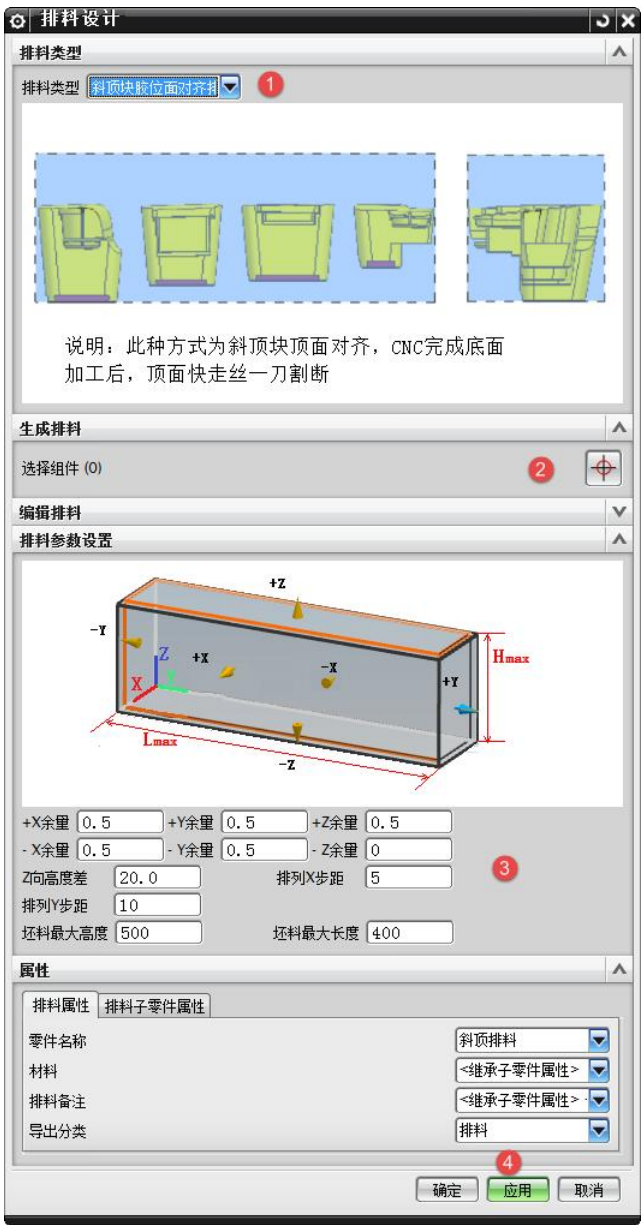 排料设计
排料类型
排料类型 斜顶块胶位面对齐排 1
说明：此种方式为斜顶块顶面对齐，CNC完成底面
加工后，顶面快走丝一刀割断
生成排料
选择组件 (0) 2
编辑排料
排料参数设置
+Z
-Y
Z +X -X Hmax
X Y +Y
Lmax
-Z
+X余量 0.5 +Y余量 0.5 +Z余量 0.5
- X余量 0.5 - Y余量 0.5 - Z余量 0
Z向高度差 20.0 排列X步距 5 3
排列Y步距 10
坯料最大高度 500 坯料最大长度 400
属性
排料属性 排料子零件属性
零件名称 斜顶排料
材料 <继承子零件属性>
排料备注 <继承子零件属性> -
导出分类 排料
4
确定 应用 取消